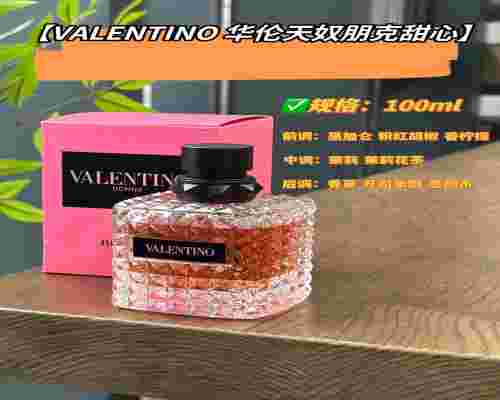 【VALENTINO 华伦天奴朋克甜心】
✅规格：100ml
前调：黑加仑 粉红胡椒 香柠檬
中调：茉莉 茉莉花茶
后调：香草
VALENTINO
DONNA
VALENTINO